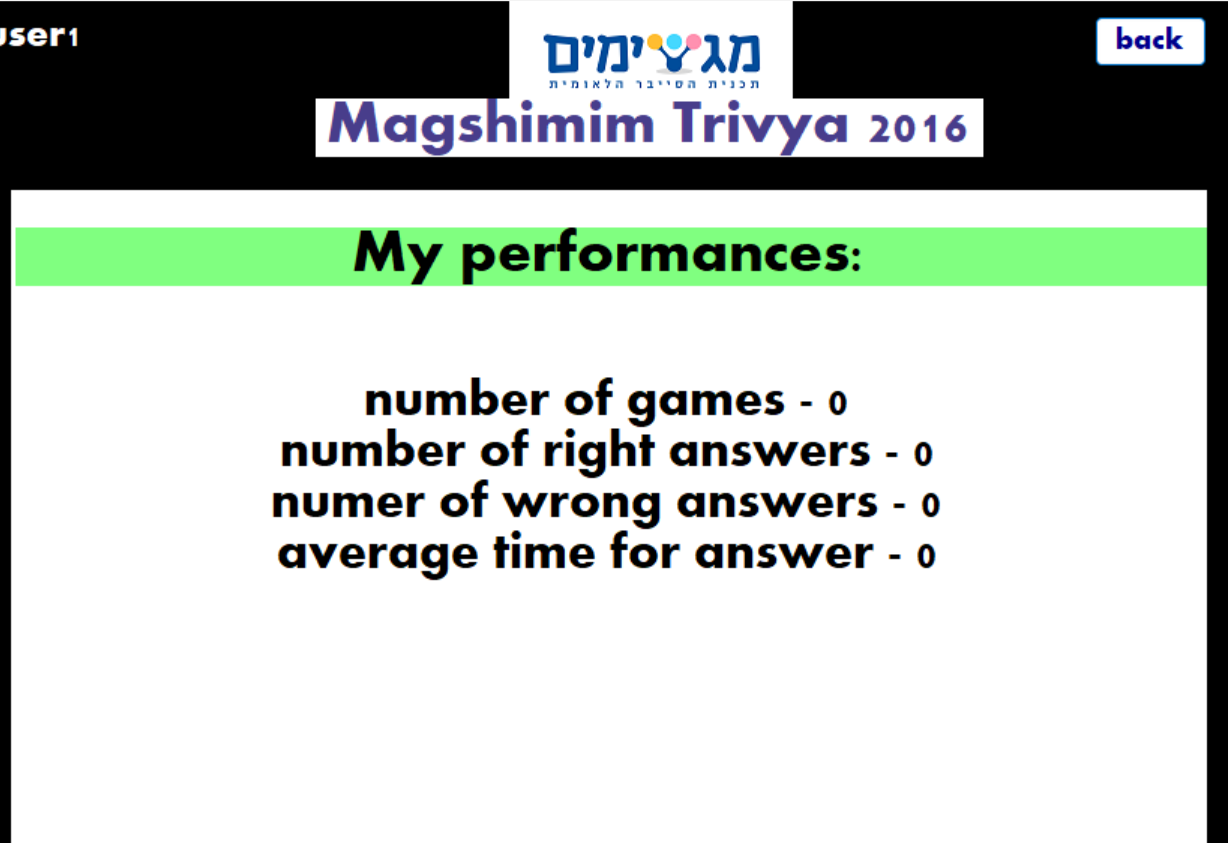 user1
back
מגשימים
תכנית הסייבר הלאומית
Magshimim Trivya 2016
My performances:
number of games - 0
number of right answers - 0
numer of wrong answers - 0
average time for answer - 0